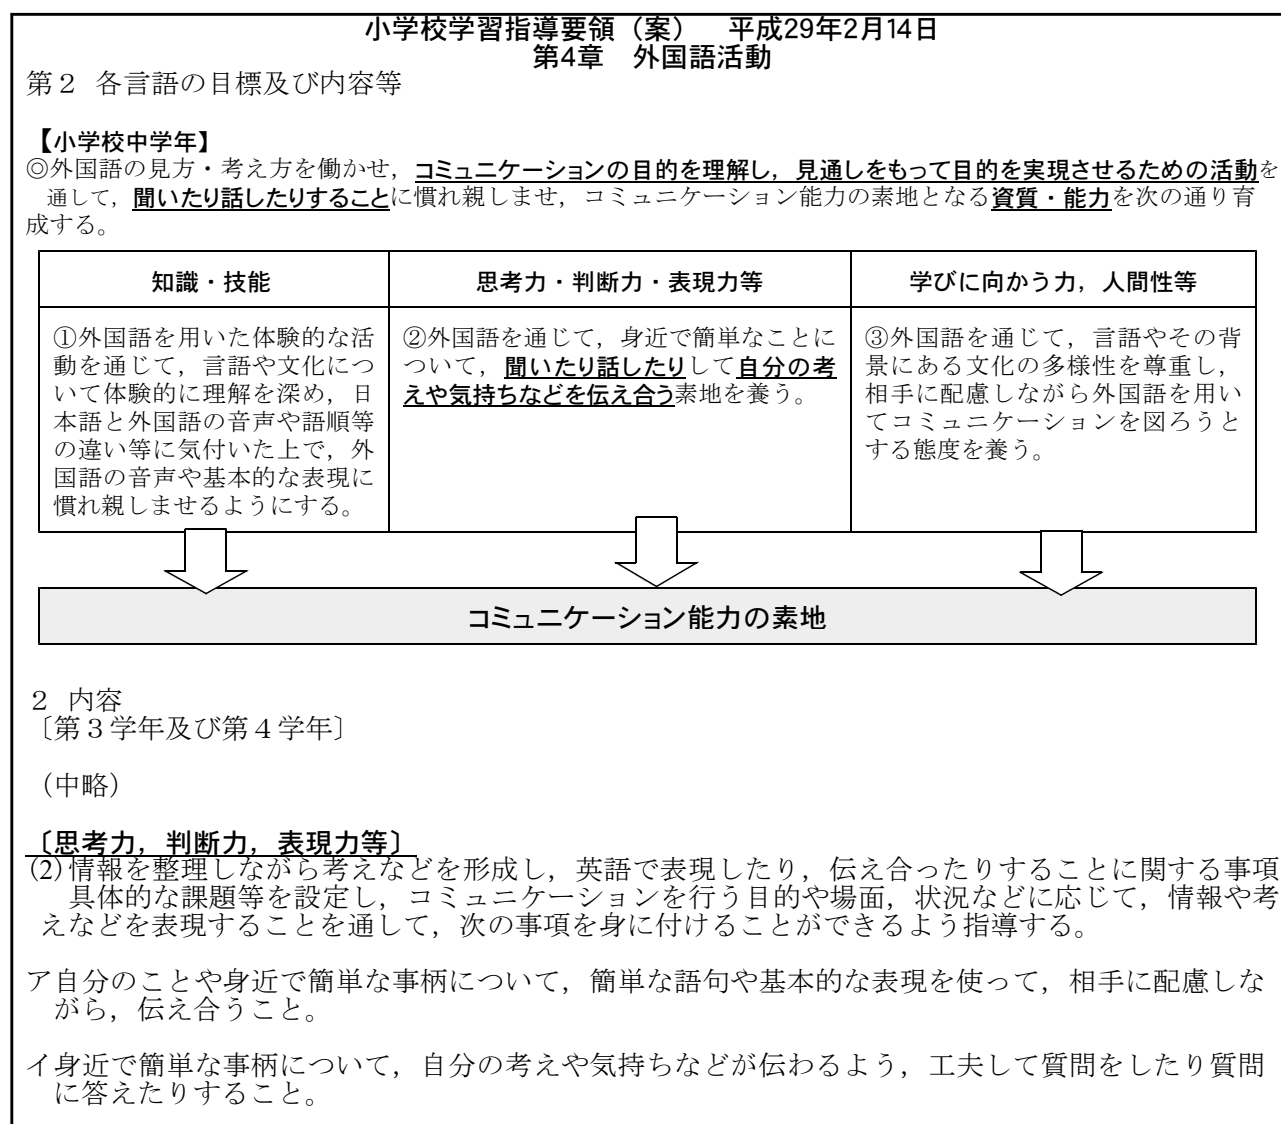 小学校学習指導要領（案）　平成29年2月14日
第4章　外国語活動
第２ 各言語の目標及び内容等
【小学校中学年】
◎外国語の見方・考え方を働かせ，コミュニケーションの目的を理解し，見通しをもって目的を実現させるための活動を
通して，聞いたり話したりすることに慣れ親しませ，コミュニケーション能力の素地となる資質・能力を次の通り育
成する。
知識・技能
①外国語を用いた体験的な活
動を通じて，言語や文化につ
いて体験的に理解を深め，日
本語と外国語の音声や語順等
の違い等に気付いた上で，外
国語の音声や基本的な表現に
慣れ親しませるようにする。
思考力・判断力・表現力等
②外国語を通じて，身近で簡単なことに
ついて，聞いたり話したりして自分の考
えや気持ちなどを伝え合う素地を養う。
学びに向かう力，人間性等
③外国語を通じて，言語やその背
景にある文化の多様性を尊重し，
相手に配慮しながら外国語を用い
てコミュニケーションを図ろうと
する態度を養う。
コミュニケーション能力の素地
２ 内容
〔第３学年及び第４学年〕
（中略）
〔思考力，判断力，表現力等〕
(2)情報を整理しながら考えなどを形成し，英語で表現したり，伝え合ったりすることに関する事項
具体的な課題等を設定し，コミュニケーションを行う目的や場面，状況などに応じて，情報や考
えなどを表現することを通して，次の事項を身に付けることができるよう指導する。
ア自分のことや身近で簡単な事柄について，簡単な語句や基本的な表現を使って，相手に配慮しな
がら，伝え合うこと。
イ身近で簡単な事柄について，自分の考えや気持ちなどが伝わるよう，工夫して質問をしたり質問
に答えたりすること。